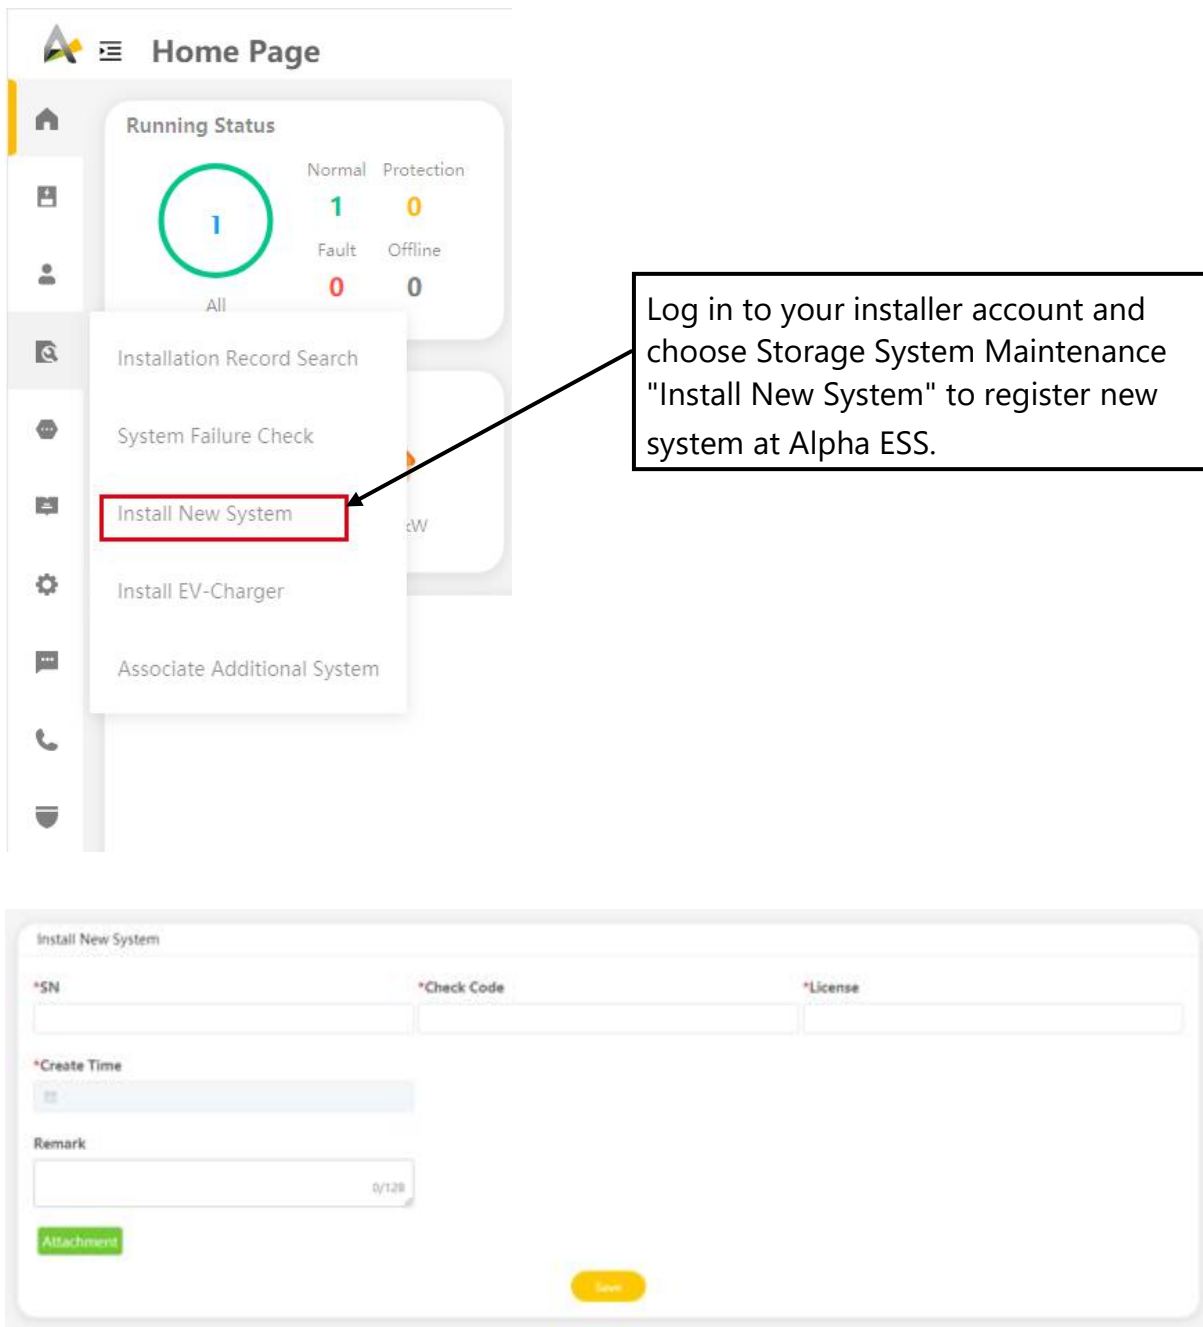 Home Page
Running Status
Normal Protection
1 1 0
Fault Offline
All 0 0
Installation Record Search
System Failure Check
Install New System
kW
Install EV-Charger
Associate Additional System
Log in to your installer account and
choose Storage System Maintenance
"Install New System" to register new
system at Alpha ESS.
Install New System
*SN *Check Code *License
*Create Time
Remark
0/128
Attachment
Save